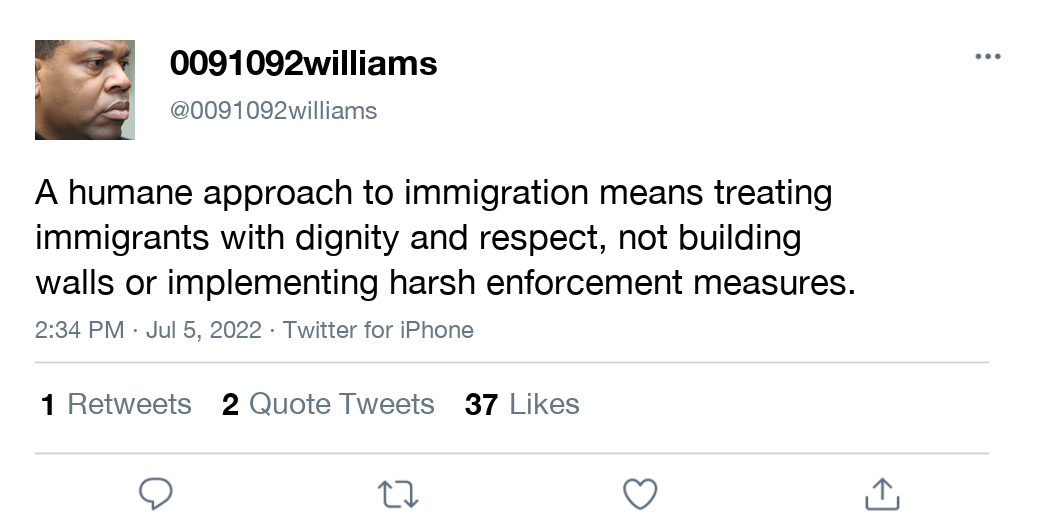 0091092williams
@0091092williams
A humane approach to immigration means treating
immigrants with dignity and respect, not building
walls or implementing harsh enforcement measures.
2:34 PM · Jul 5, 2022 · Twitter for iPhone
1 Retweets 2 Quote Tweets 37 Likes